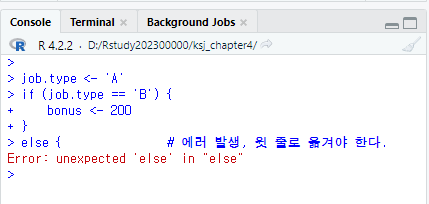 Console Terminal × Background Jobs ×
R 4.2.2 · D:/Rstudy202300000/ksj_chapter4/
>
> job.type <- 'A'
> if (job.type == 'B') {
+     bonus <- 200
+ }
> else {              # 에러 발생, 윗 줄로 옮겨야 한다.
Error: unexpected 'else' in "else"
>